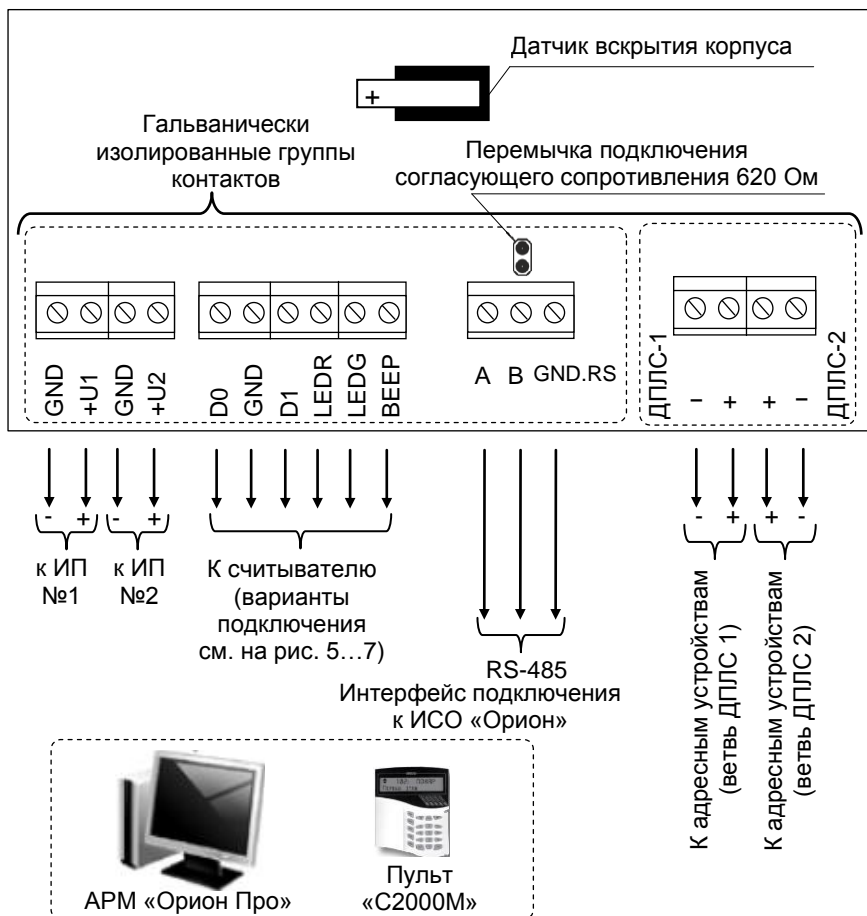 Датчик вскрытия корпуса
+
Гальванически
изолированные группы
контактов
Перемычка подключения
согласующего сопротивления 620 Ом
GND
+U1
GND
+U2
D0
GND
D1
LEDR
LEDG
BEEP
A B GND.RS
ДПЛС-1
– + + –
ДПЛС-2
- + - +
к ИП
№1
к ИП
№2
К считывателю
(варианты
подключения
см. на рис. 5…7)
RS-485
Интерфейс подключения
к ИСО «Орион»
- + + -
К адресным устройствам
(ветвь ДПЛС 1)
К адресным устройствам
(ветвь ДПЛС 2)
АРМ «Орион Про»
Пульт
«С2000М»